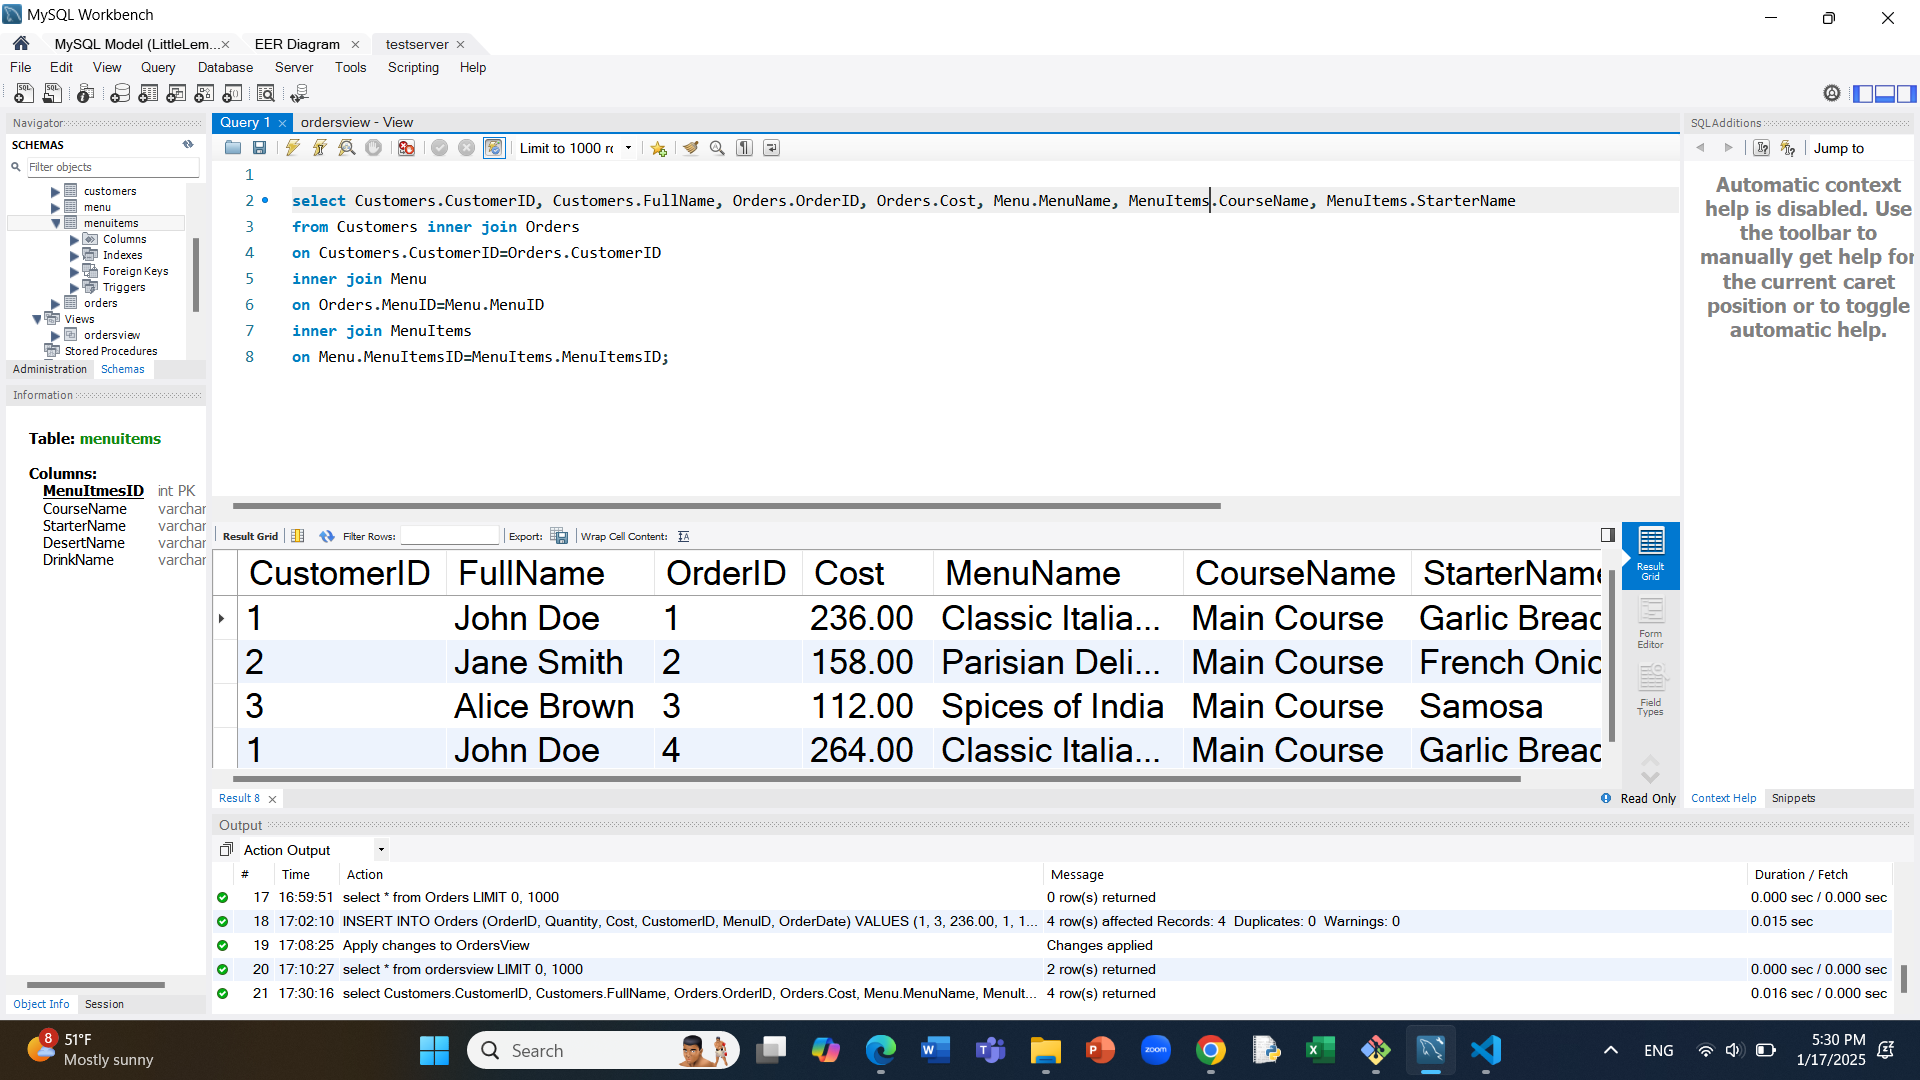 MySQL Workbench
MySQL Model (LittleLem...× EER Diagram × testserver ×
File Edit View Query Database Server Tools Scripting Help
Navigator
SCHEMAS
Filter objects
customers
menu
menuitems
Columns
Indexes
Foreign Keys
Triggers
orders
Views
ordersview
Stored Procedures
Administration Schemas
Information
Table: menuitems
Columns:
MenuItmesID int PK
CourseName varchar
StarterName varchar
DesertName varchar
DrinkName varchar
Object Info Session
Query 1 × ordersview - View
Limit to 1000 rc
1
2 select Customers.CustomerID, Customers.FullName, Orders.OrderID, Orders.Cost, Menu.MenuName, MenuItems.CourseName, MenuItems.StarterName
3 from Customers inner join Orders
4 on Customers.CustomerID=Orders.CustomerID
5 inner join Menu
6 on Orders.MenuID=Menu.MenuID
7 inner join MenuItems
8 on Menu.MenuItemsID=MenuItems.MenuItemsID;
Result Grid Filter Rows: Export: Wrap Cell Content:
CustomerID FullName OrderID Cost MenuName CourseName StarterName
1 John Doe 1 236.00 Classic Italia... Main Course Garlic Bread
2 Jane Smith 2 158.00 Parisian Deli... Main Course French Onic
3 Alice Brown 3 112.00 Spices of India Main Course Samosa
1 John Doe 4 264.00 Classic Italia... Main Course Garlic Bread
Result Grid
Form Editor
Field Types
Result 8 × Read Only
SQLAdditions
Jump to
Automatic context
help is disabled. Use
the toolbar to
manually get help for
the current caret
position or to toggle
automatic help.
Context Help Snippets
Output
Action Output
# Time Action Message Duration / Fetch
17 16:59:51 select * from Orders LIMIT 0, 1000 0 row(s) returned 0.000 sec / 0.000 sec
18 17:02:10 INSERT INTO Orders (OrderID, Quantity, Cost, CustomerID, MenuID, OrderDate) VALUES (1, 3, 236.00, 1, 1... 4 row(s) affected Records: 4 Duplicates: 0 Warnings: 0 0.015 sec
19 17:08:25 Apply changes to OrdersView Changes applied
20 17:10:27 select * from ordersview LIMIT 0, 1000 2 row(s) returned 0.000 sec / 0.000 sec
21 17:30:16 select Customers.CustomerID, Customers.FullName, Orders.OrderID, Orders.Cost, Menu.MenuName, MenuIt... 4 row(s) returned 0.016 sec / 0.000 sec
8 51°F
Mostly sunny
Search
zoom
ENG
5:30 PM
1/17/2025